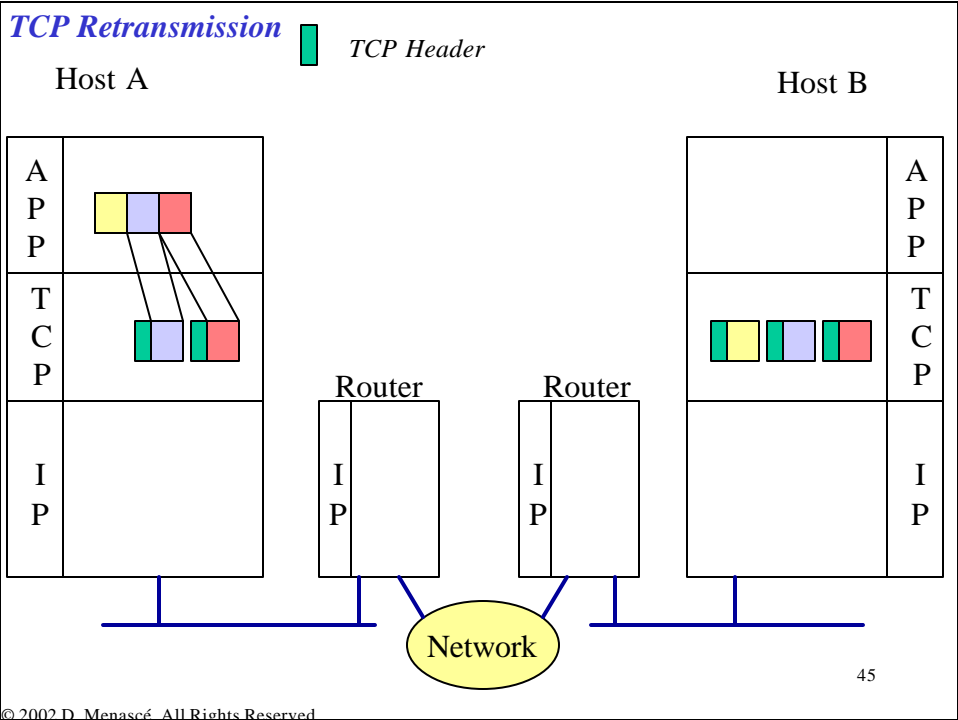 TCP Retransmission
TCP Header
Host A
Host B
A
P
P
T
C
P
I
P
Router
I
P
Router
I
P
A
P
P
T
C
P
I
P
Network
45
© 2002 D. Menascé. All Rights Reserved